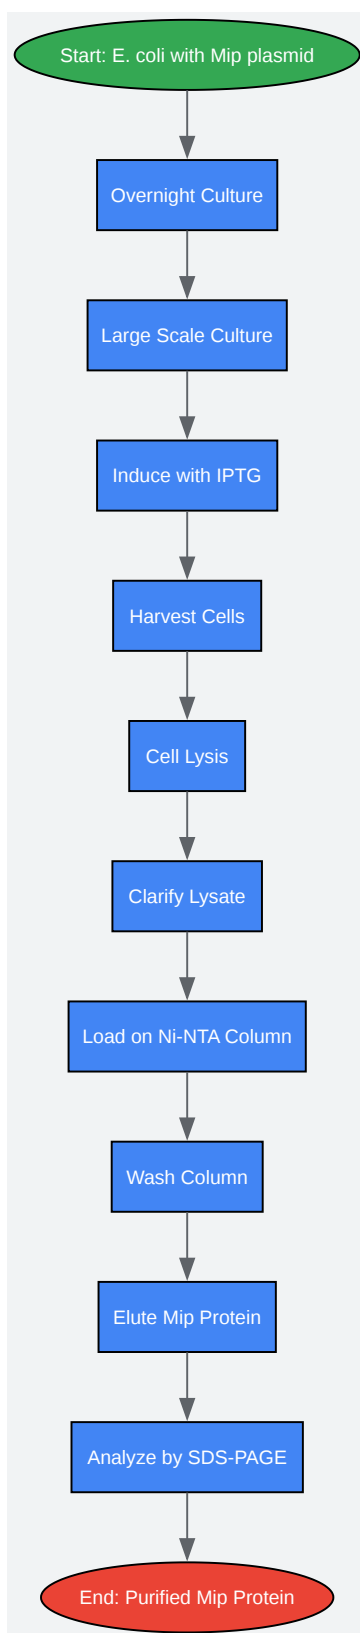 Start: E. coli with Mip plasmid
Overnight Culture
Large Scale Culture
Induce with IPTG
Harvest Cells
Cell Lysis
Clarify Lysate
Load on Ni-NTA Column
Wash Column
Elute Mip Protein
Analyze by SDS-PAGE
End: Purified Mip Protein